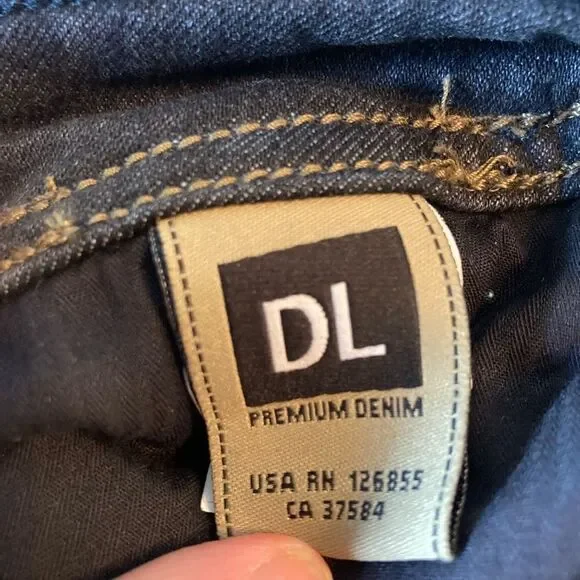 DL
PREMIUM DENIM
USA RN 126855
CA 37584